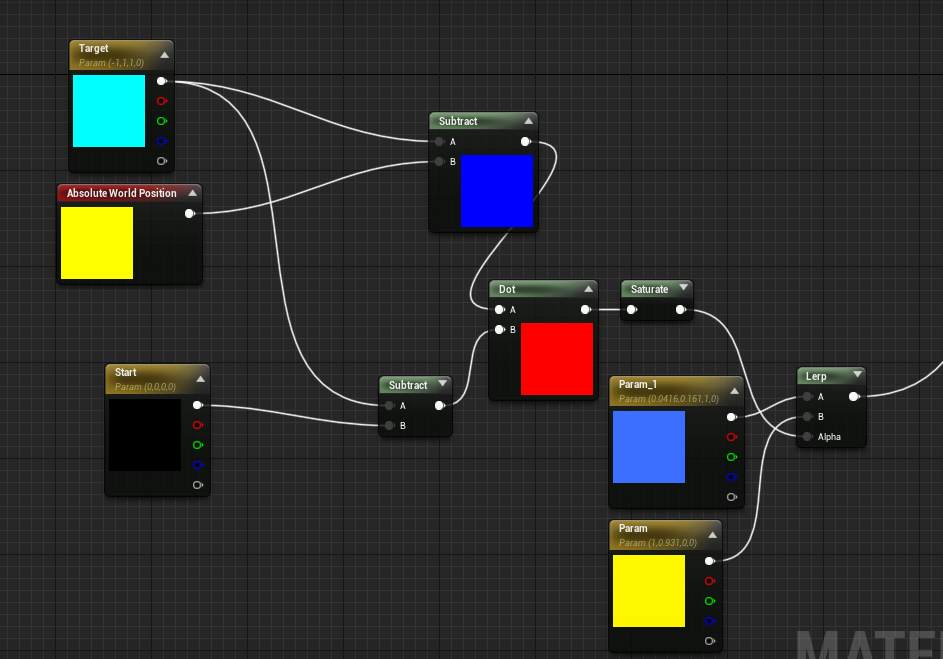 Target
Param (-1,1,1,0)
Subtract
A
B
Absolute World Position
Dot
A
B
Saturate
Start
Param (0,0,0,0)
Subtract
A
B
Param_1
Param (0.0416,0.161,1,0)
Lerp
A
B
Alpha
Param
Param (1,0.931,0,0)
MATE